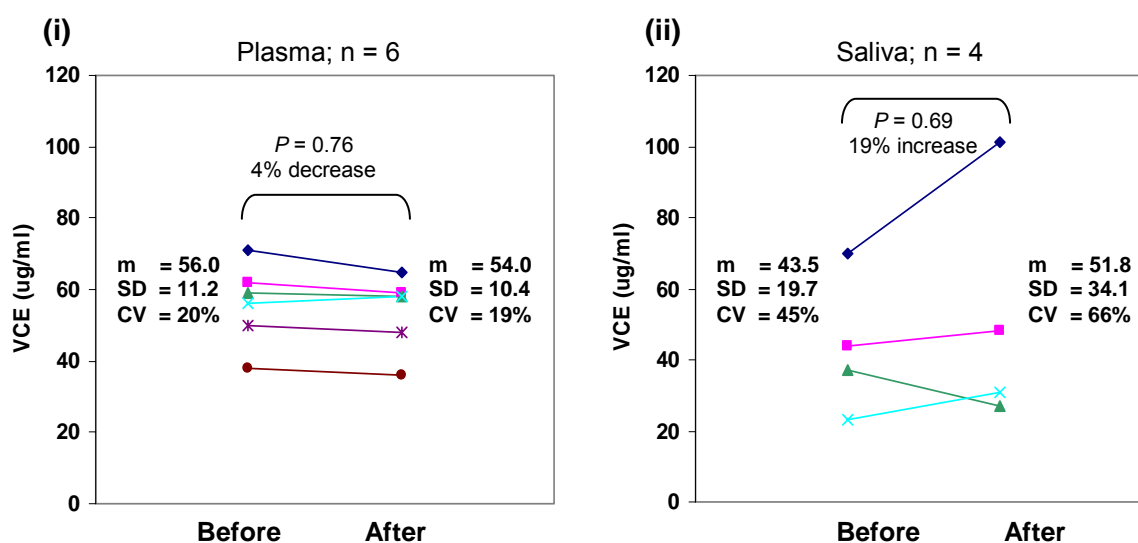 (i)
Plasma; n = 6
VCE (ug/ml)
120
100
80
60
40
20
0
P = 0.76
4% decrease
m = 56.0
SD = 11.2
CV = 20%
m = 54.0
SD = 10.4
CV = 19%
Before After
(ii)
Saliva; n = 4
VCE (ug/ml)
120
100
80
60
40
20
0
P = 0.69
19% increase
m = 43.5
SD = 19.7
CV = 45%
m = 51.8
SD = 34.1
CV = 66%
Before After